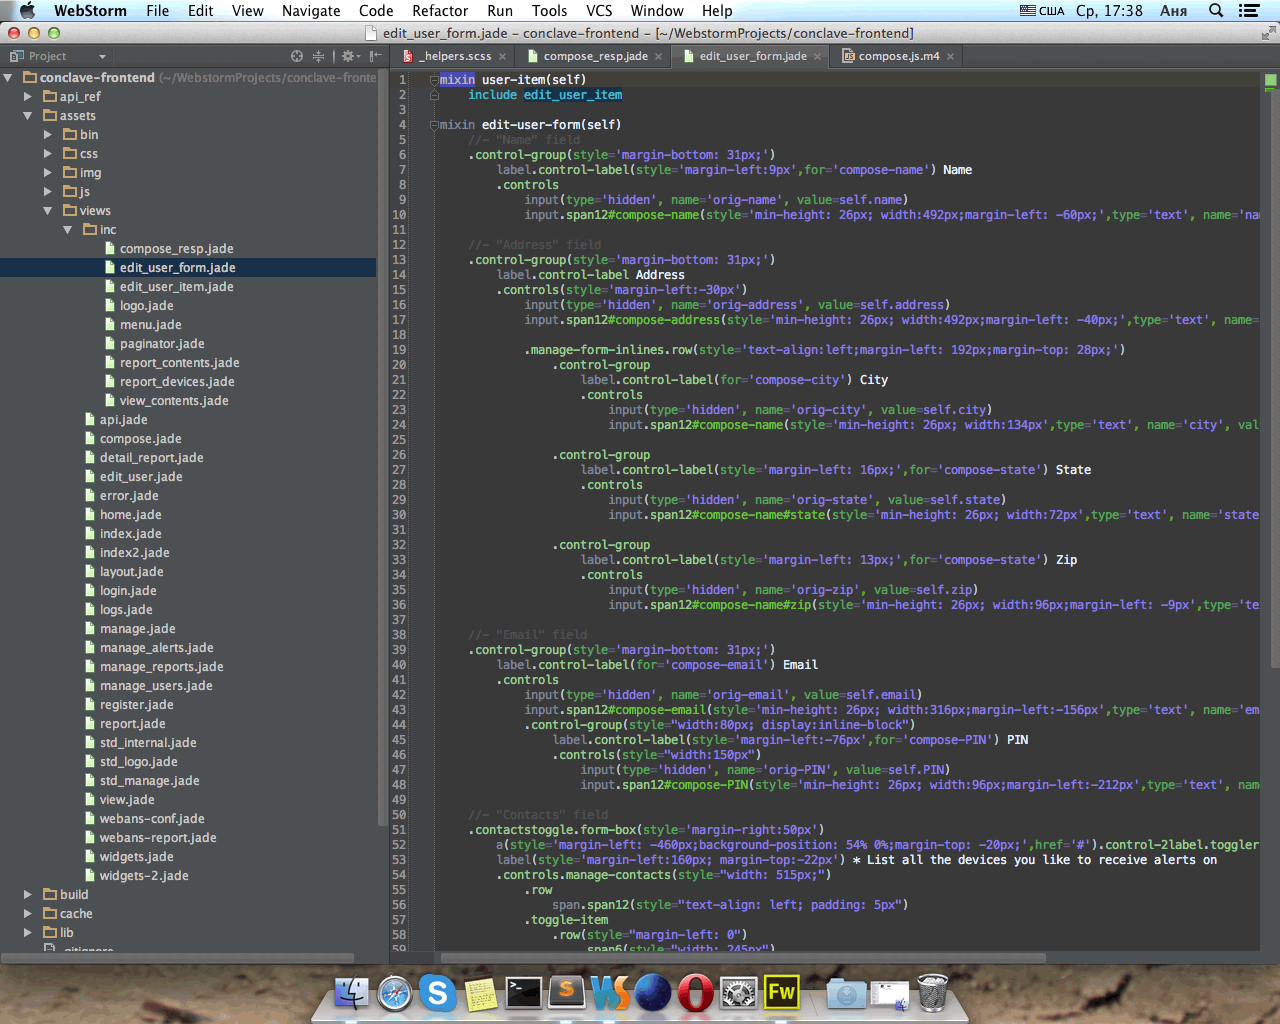 WebStorm File Edit View Navigate Code Refactor Run Tools VCS Window Help США Ср, 17:38 Аня
edit_user_form.jade – conclave-frontend – [~/WebstormProjects/conclave-frontend]
Project
_helpers.scss compose_resp.jade edit_user_form.jade compose.js.m4
conclave-frontend (~/WebstormProjects/conclave-fronte
api_ref
assets
bin
css
img
js
views
inc
compose_resp.jade
edit_user_form.jade
edit_user_item.jade
logo.jade
menu.jade
paginator.jade
report_contents.jade
report_devices.jade
view_contents.jade
api.jade
compose.jade
detail_report.jade
edit_user.jade
error.jade
home.jade
index.jade
index2.jade
layout.jade
login.jade
logs.jade
manage.jade
manage_alerts.jade
manage_reports.jade
manage_users.jade
register.jade
report.jade
std_internal.jade
std_logo.jade
std_manage.jade
view.jade
webans-conf.jade
webans-report.jade
widgets.jade
widgets-2.jade
build
cache
lib
.gitignore
1 mixin user-item(self)
2 include edit_user_item
3
4 mixin edit-user-form(self)
5 //- "Name" field
6 .control-group(style='margin-bottom: 31px;')
7 label.control-label(style='margin-left:9px',for='compose-name') Name
8 .controls
9 input(type='hidden', name='orig-name', value=self.name)
10 input.span12#compose-name(style='min-height: 26px; width:492px;margin-left: -60px;',type='text', name='na
11
12 //- "Address" field
13 .control-group(style='margin-bottom: 31px;')
14 label.control-label Address
15 .controls(style='margin-left:-30px')
16 input(type='hidden', name='orig-address', value=self.address)
17 input.span12#compose-address(style='min-height: 26px; width:492px;margin-left: -40px;',type='text', name=
18
19 .manage-form-inlines.row(style='text-align:left;margin-left: 192px;margin-top: 28px;')
20 .control-group
21 label.control-label(for='compose-city') City
22 .controls
23 input(type='hidden', name='orig-city', value=self.city)
24 input.span12#compose-name(style='min-height: 26px; width:134px',type='text', name='city', val
25
26 .control-group
27 label.control-label(style='margin-left: 16px;',for='compose-state') State
28 .controls
29 input(type='hidden', name='orig-state', value=self.state)
30 input.span12#compose-name#state(style='min-height: 26px; width:72px',type='text', name='state
31
32 .control-group
33 label.control-label(style='margin-left: 13px;',for='compose-state') Zip
34 .controls
35 input(type='hidden', name='orig-zip', value=self.zip)
36 input.span12#compose-name#zip(style='min-height: 26px; width:96px;margin-left: -9px',type='te
37
38 //- "Email" field
39 .control-group(style='margin-bottom: 31px;')
40 label.control-label(for='compose-email') Email
41 .controls
42 input(type='hidden', name='orig-email', value=self.email)
43 input.span12#compose-email(style='min-height: 26px; width:316px;margin-left:-156px',type='text', name='em
44 .control-group(style="width:80px; display:inline-block")
45 label.control-label(style='margin-left:-76px',for='compose-PIN') PIN
46 .controls(style="width:150px")
47 input(type='hidden', name='orig-PIN', value=self.PIN)
48 input.span12#compose-PIN(style='min-height: 26px; width:96px;margin-left:-212px',type='text', nam
49
50 //- "Contacts" field
51 .contactstoggle.form-box(style='margin-right:50px')
52 a(style='margin-left: -460px;background-position: 54% 0%;margin-top: -20px;',href='#').control-2label.toggler
53 label(style='margin-left:160px; margin-top:-22px') * List all the devices you like to receive alerts on
54 .controls.manage-contacts(style="width: 515px;")
55 .row
56 span.span12(style="text-align: left; padding: 5px")
57 .toggle-item
58 .row(style="margin-left: 0")
59 .span6(style="width: 245px")
S
S
WS
Fw